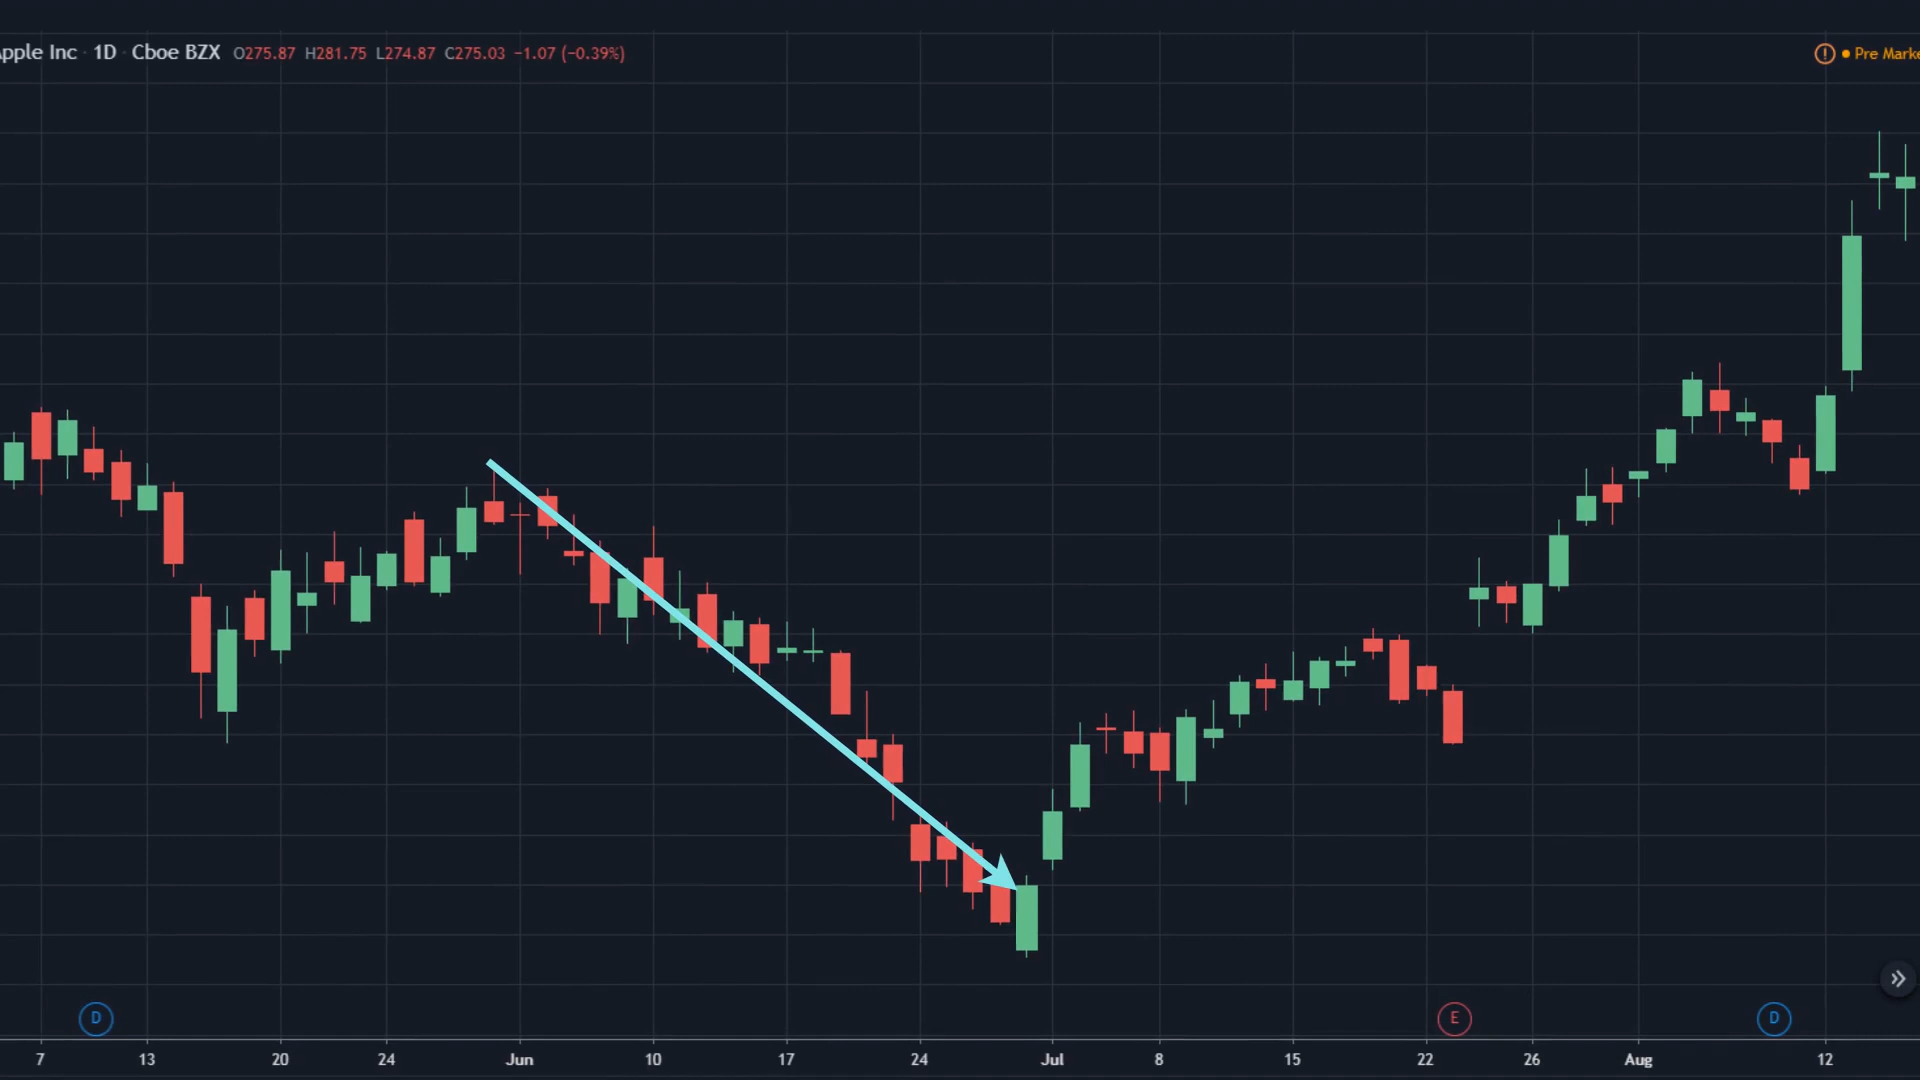 pple Inc · 1D · Cboe BZX O275.87 H281.75 L274.87 C275.03 −1.07 (−0.39%)
Pre Marke
D
E
D
7 13 20 24 Jun 10 17 24 Jul 8 15 22 26 Aug 12